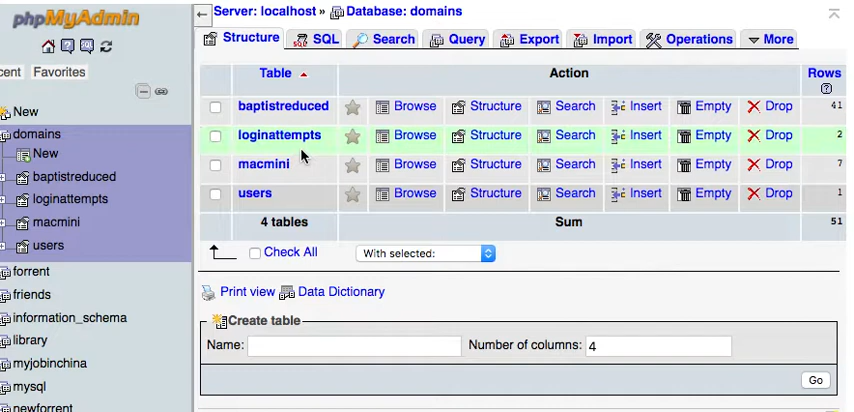 phpMyAdmin
cent Favorites
New
domains
New
baptistreduced
loginattempts
macmini
users
forrent
friends
information_schema
library
myjobinchina
mysql
newforrent
Server: localhost » Database: domains
Structure SQL Search Query Export Import Operations More
Table Action Rows
baptistreduced Browse Structure Search Insert Empty Drop 41
loginattempts Browse Structure Search Insert Empty Drop 2
macmini Browse Structure Search Insert Empty Drop 7
users Browse Structure Search Insert Empty Drop 1
4 tables Sum 51
Check All With selected:
Print view Data Dictionary
Create table
Name: Number of columns: 4
Go